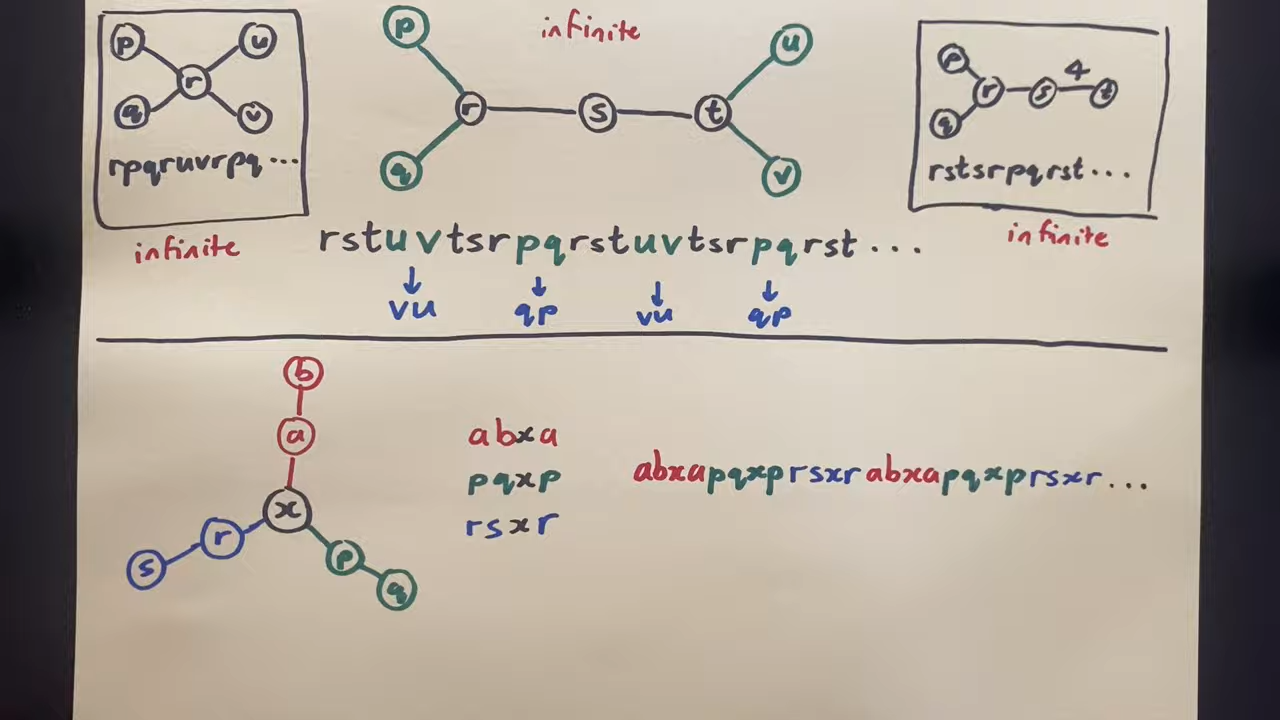 infinite
p
u
r
q
v
rpqruvrpq...
infinite
p
u
r
s
t
q
v
p
4
r
s
t
q
rstsrpqrst...
infinite
rstuvtsrpqrstuvtsrpqrst...
vu
qp
vu
qp
b
a
x
r
s
p
q
abxa
pqxp
rsxr
abxapqxprsxrabxapqxprsxr...